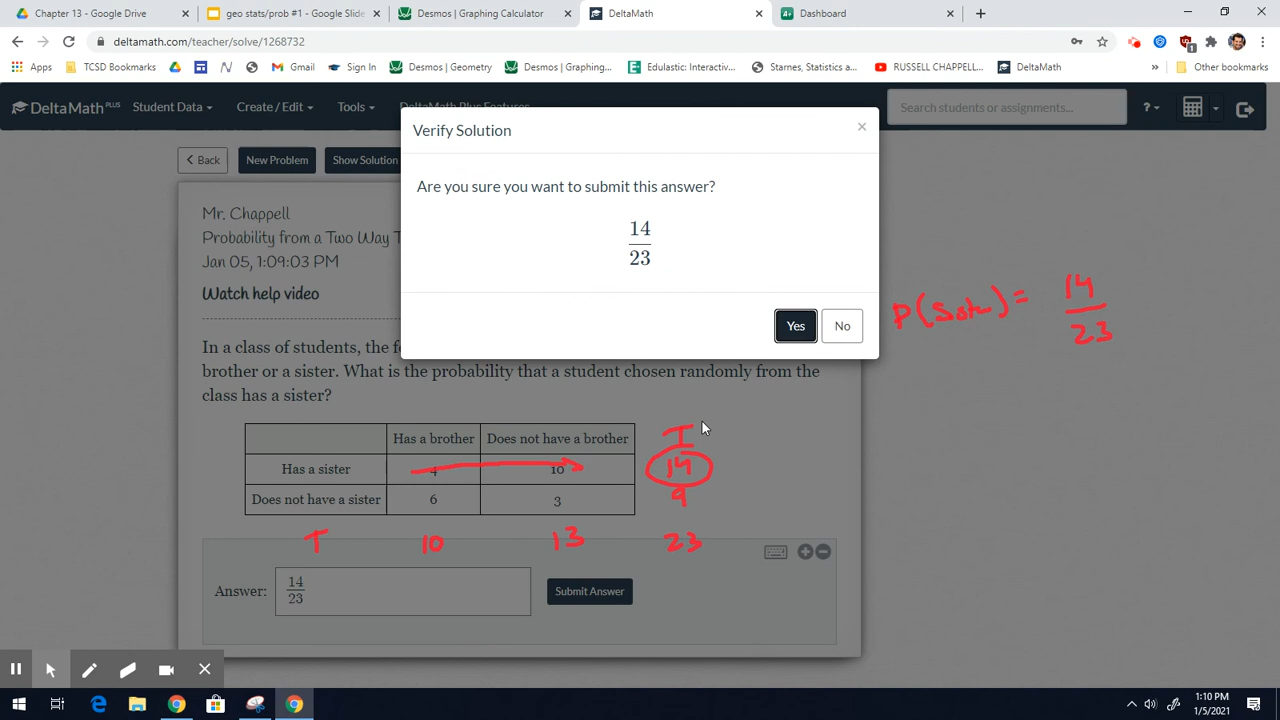 Chapter 13 - Google Drive
geo stats/prob #1 - Google Slide
Desmos | Graphing Calculator
DeltaMath
Dashboard
deltamath.com/teacher/solve/1268732
Apps TCSD Bookmarks Gmail Sign In Desmos | Geometry Desmos | Graphing... Edulastic: Interactiv... Starnes, Statistics a... RUSSELL CHAPPELL... DeltaMath » Other bookmarks
DeltaMath PLUS Student Data Create / Edit Tools DeltaMath Plus Features Search students or assignments... ?
Back New Problem Show Solution
Verify Solution ×
Are you sure you want to submit this answer?
14
23
Yes No
Mr. Chappell
Probability from a Two Way T
Jan 05, 1:09:03 PM
Watch help video
P(Sister) = 14
23
In a class of students, the f
brother or a sister. What is the probability that a student chosen randomly from the
class has a sister?
Has a brother Does not have a brother T
Has a sister 4 10 14
Does not have a sister 6 3 9
T 10 13 23
Answer: 14
23
Submit Answer
1:10 PM
1/5/2021